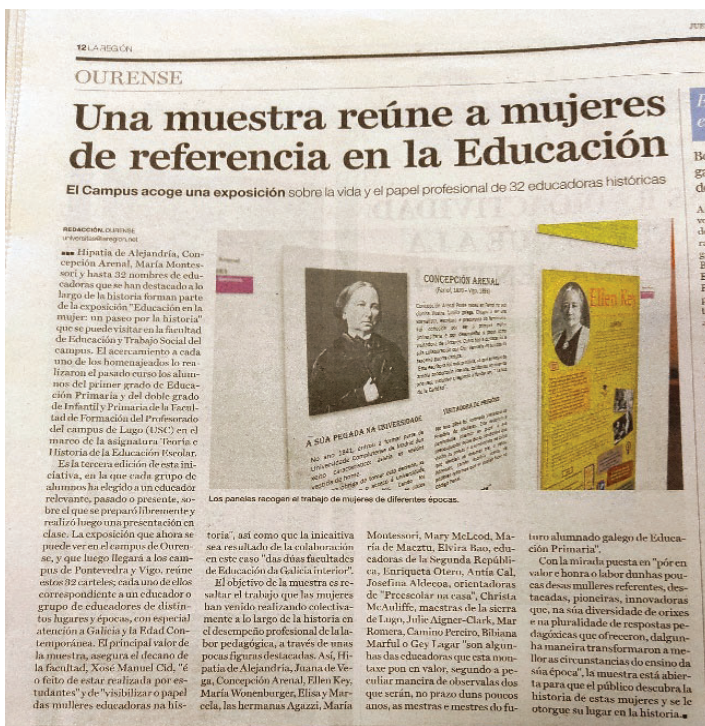 12 LA REGIÓN
OURENSE
Una muestra reúne a mujeres
de referencia en la Educación
El Campus acoge una exposición sobre la vida y el papel profesional de 32 educadoras históricas
REDACCIÓN. OURENSE
Hipatia de Alejandría, Con-
cepción Arenal, María Montes-
sori y hasta 32 nombres de edu-
cadoras que se han destacado a lo
largo de la historia forman parte
de la exposición "Educación en la
mujer: un paseo por la historia"
que se puede visitar en la facultad
de Educación y Trabajo Social del
campus. El acercamiento a cada
uno de los homenajeados lo rea-
lizaron el pasado curso los alum-
nos del primer grado de Educa-
ción Primaria y del doble grado
de Infantil y Primaria de la Facul-
tad de Formación del Profesorado
del campus de Lugo (USC) en el
marco de la asignatura Teoría e
Historia de la Educación Escolar.
Es la tercera edición de esta ini-
ciativa, en la que cada grupo de
alumnos ha elegido a un educador
relevante, pasado o presente, so-
bre el que se preparó libremente y
realizó luego una presentación en
clase. La exposición que ahora se
puede ver en el campus de Ouren-
se, y que luego llegará a los cam-
pus de Pontevedra y Vigo, reúne
estos 32 carteles; cada uno de ellos
correspondiente a un educador o
grupo de educadores de distin-
tos lugares y épocas, con especial
atención a Galicia y la Edad Con-
temporánea. El principal valor de
la muestra, asegura el decano de
la facultad, Xosé Manuel Cid, "é
o feito de estar realizada por es-
tudantes" y de "visibilizar o papel
das mulleres educadoras na his-
CONCEPCIÓN ARENAL
A SÚA PEGADA NA UNIVERSIDADE
VISITADORA DE PRISIÓNS
Ellen Key
Los paneles recogen el trabajo de mujeres de diferentes épocas.
toria", así como que la inicaitiva
sea resultado de la colaboración
en este caso "das dúas facultades
de Educación da Galicia interior".
El objetivo de la muestra es re-
saltar el trabajo que las mujeres
han venido realizando colectiva-
mente a lo largo de la historia en
el desempeño profesional de la la-
bor pedagógica, a través de unas
pocas figuras destacadas. Así, Hi-
patia de Alejandría, Juana de Ve-
ga, Concepción Arenal, Ellen Key,
María Wonenburger, Elisa y Mar-
cela, las hermanas Agazzi, María
Montessori, Mary McLeod, Ma-
ría de Maeztu, Elvira Bao, edu-
cadoras de la Segunda Repúbli-
ca, Enriqueta Otero, Antía Cal,
Josefina Aldecoa, orientadoras
de "Preescolar na casa", Christa
McAuliffe, maestras de la sierra
de Lugo, Julie Aigner-Clark, Mar
Romera, Camino Pereiro, Bibiana
Marful o Gey Lagar "son algun-
has das educadoras que esta mon-
taxe pon en valor, segundo a pe-
culiar maneira de observalas dos
que serán, no prazo duns poucos
anos, as mestras e mestres do fu-
turo alumnado galego de Educa-
ción Primaria".
Con la mirada puesta en "pór en
valor e honra o labor dunhas pou-
cas desas mulleres referentes, des-
tacadas, pioneiras, innovadoras
que, na súa diversidade de orixes
e na pluralidade de respostas pe-
dagóxicas que ofreceron, dalgun-
ha maneira transformaron a me-
llor as circunstancias do ensino da
súa época", la muestra está abier-
ta para que el público descubra la
historia de estas mujeres y se le
otorgue su lugar en la historia.